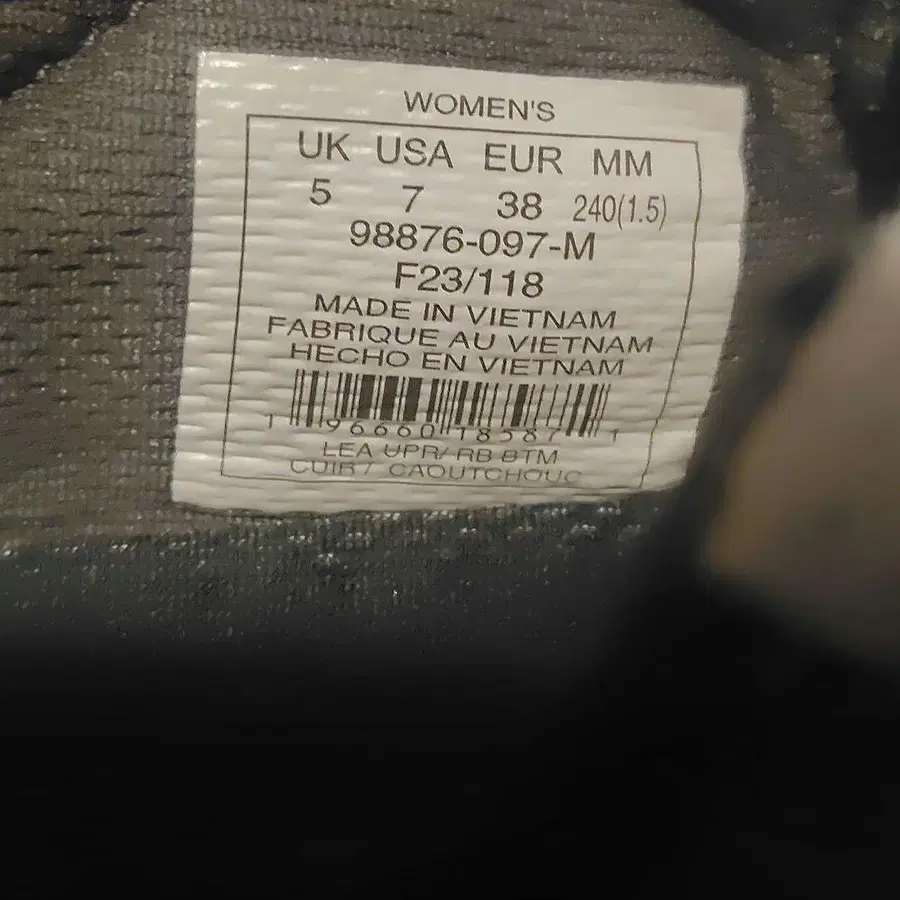 WOMEN'S
UK USA EUR MM
5 7 38 240(1.5)
98876-097-M
F23/118
MADE IN VIETNAM
FABRIQUE AU VIETNAM
HECHO EN VIETNAM
1 96660 18587 1
LEA UPR/ RB BTM
CUIR / CAOUTCHOUC